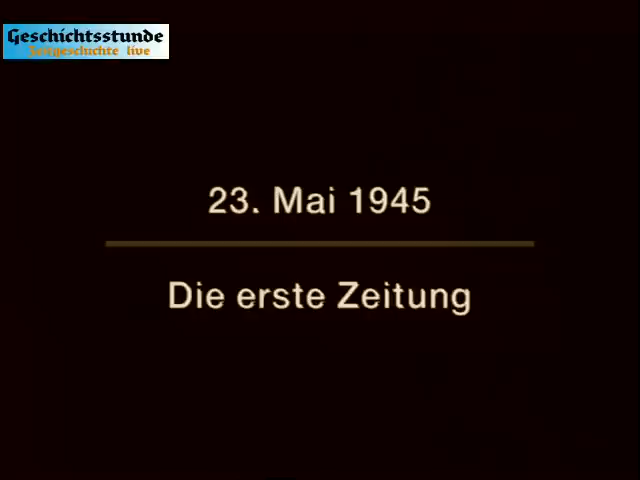 Geschichtsstunde
Zeitgeschichte live
23. Mai 1945
Die erste Zeitung